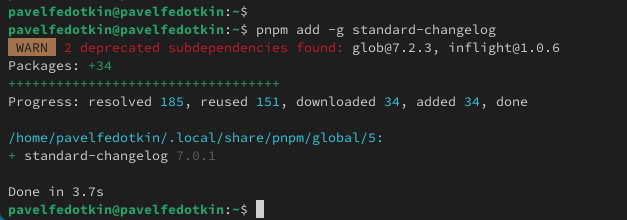 pavelfedotkin@pavelfedotkin:~$
pavelfedotkin@pavelfedotkin:~$ pnpm add -g standard-changelog
WARN 2 deprecated subdependencies found: glob@7.2.3, inflight@1.0.6
Packages: +34
++++++++++++++++++++++++++++++++++
Progress: resolved 185, reused 151, downloaded 34, added 34, done
/home/pavelfedotkin/.local/share/pnpm/global/5:
+ standard-changelog 7.0.1
Done in 3.7s
pavelfedotkin@pavelfedotkin:~$